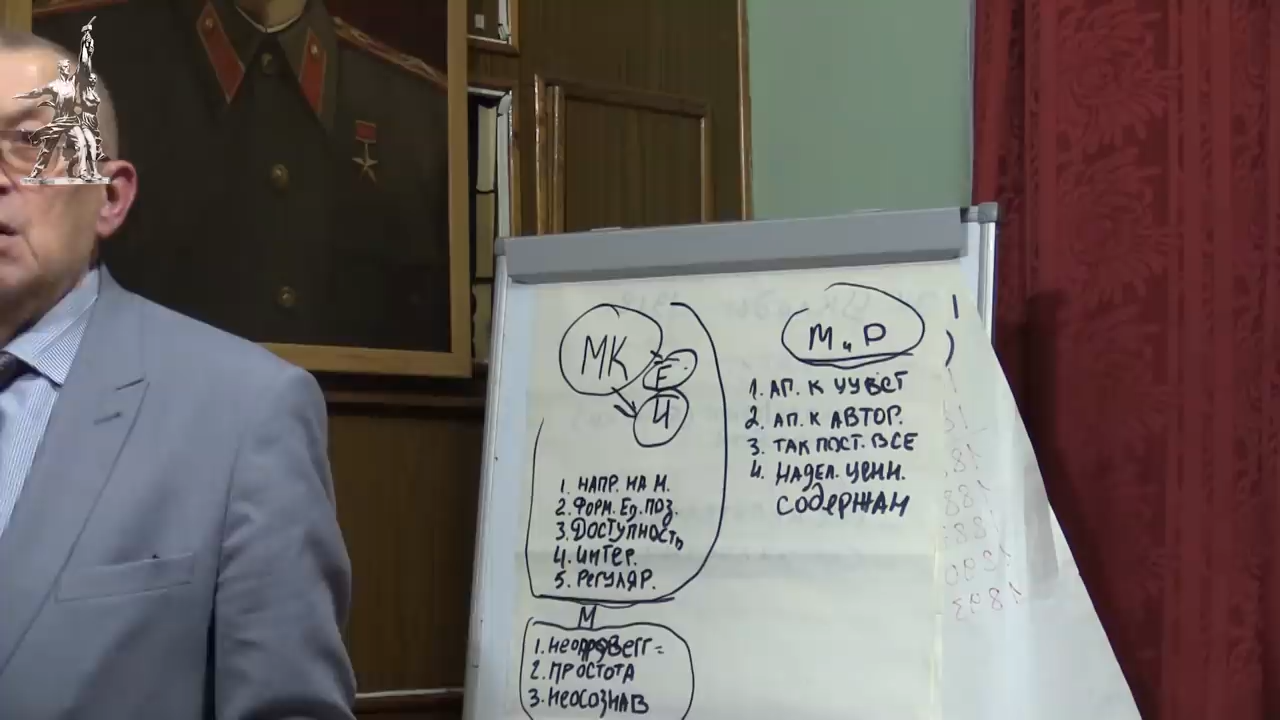 МК
Е
Ч
1. НАПР. НА М.
2. ФОРМ. ЕД. ПОЗ.
3. ДОСТУПНОСТЬ
4. ИНТЕР.
5. РЕГУЛЯР.
М
2. ПРОСТОТА
3. НЕОСОЗНАВ
М и Р
1. АП. К ЧУВСТ
2. АП. К АВТОР.
3. ТАК ПОСТ. ВСЕ
4. НАДЕЛ. ЦЕНН.
СОДЕРЖАН